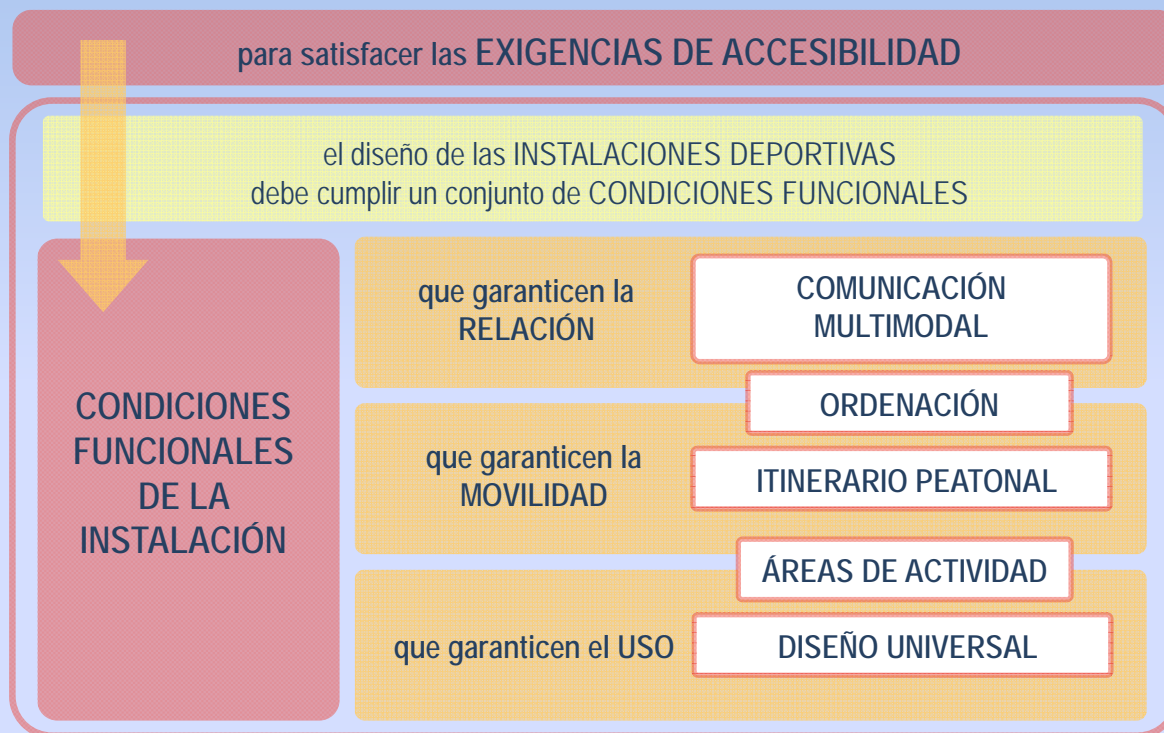 para satisfacer las EXIGENCIAS DE ACCESIBILIDAD
el diseño de las INSTALACIONES DEPORTIVAS
debe cumplir un conjunto de CONDICIONES FUNCIONALES
CONDICIONES
FUNCIONALES
DE LA
INSTALACIÓN
que garanticen la
RELACIÓN
COMUNICACIÓN
MULTIMODAL
ORDENACIÓN
que garanticen la
MOVILIDAD
ITINERARIO PEATONAL
ÁREAS DE ACTIVIDAD
que garanticen el USO
DISEÑO UNIVERSAL